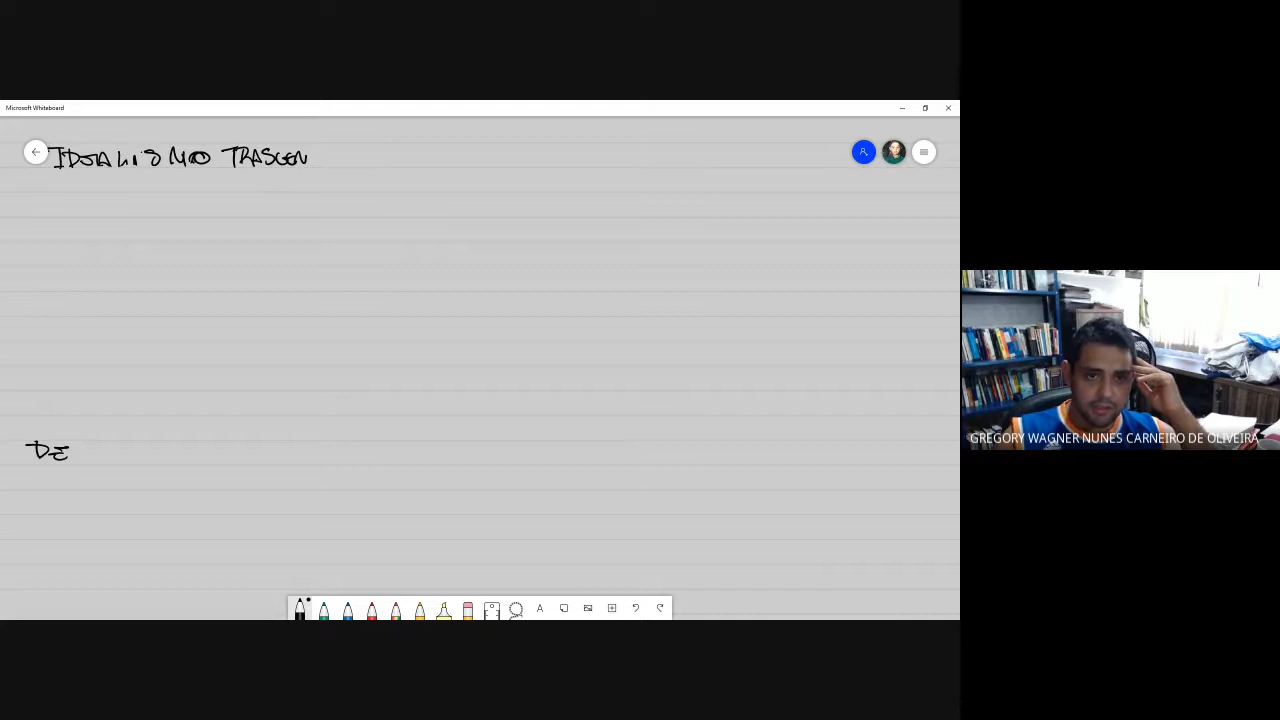 Microsoft Whiteboard
IDEALISMO TRASCEN
DE
A
GREGORY WAGNER NUNES CARNEIRO DE OLIVEIRA